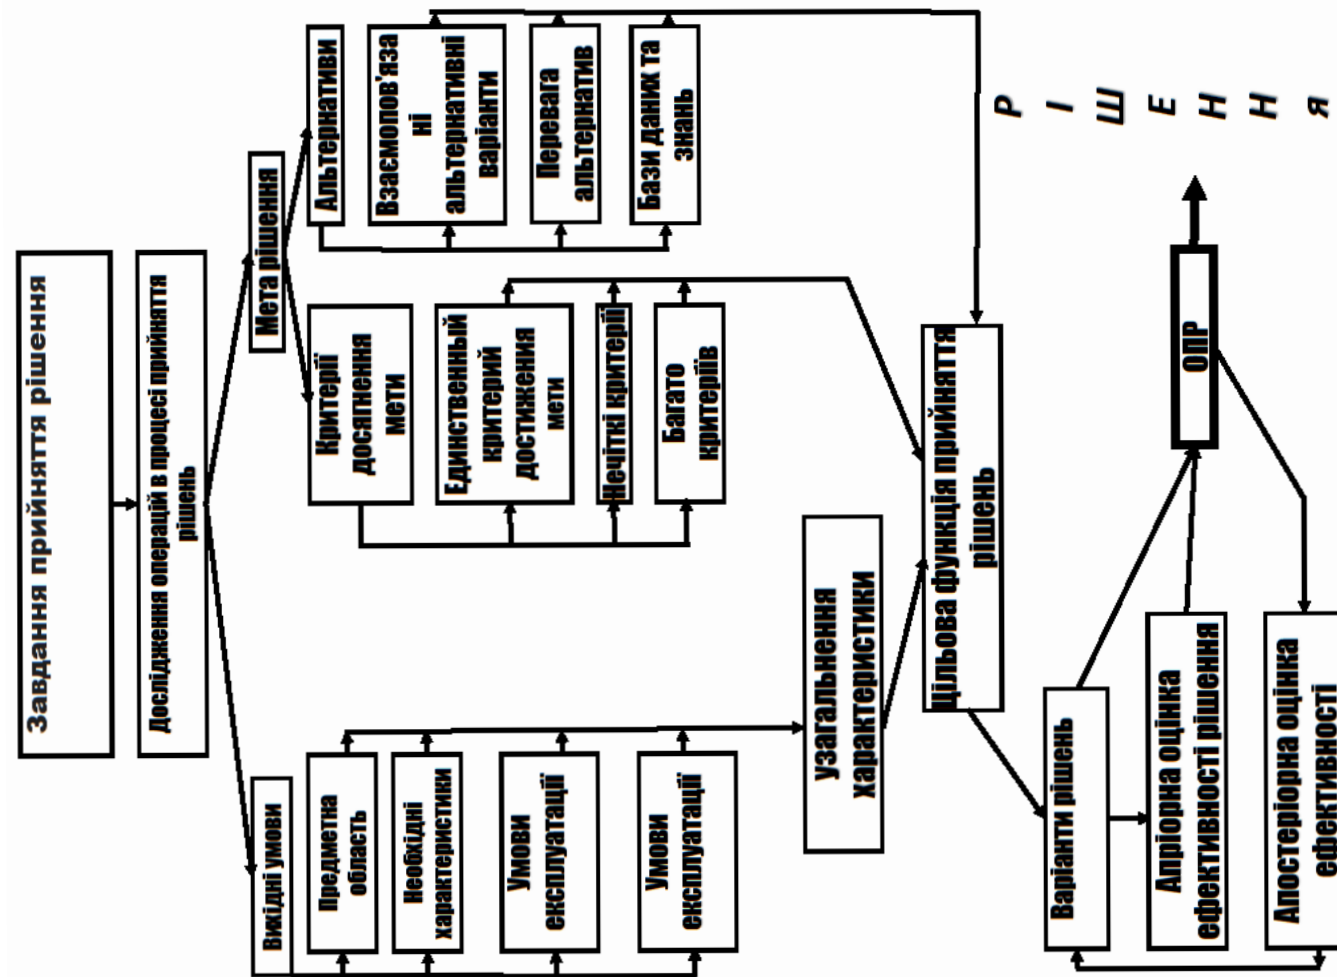 Завдання прийняття рішення
Дослідження операцій в процесі прийняття
рішень
Вихідні умови
Мета рішення
Предметна
область
Необхідні
характеристики
Умови
експлуатації
Умови
експлуатації
Критерії
досягнення
мети
Единственный
критерий
достижения
мети
Нечіткі критерії
Багато
критеріїв
Альтернативи
Взаємопов'яза
ні
альтернативні
варіанти
Перевага
альтернатив
Бази даних та
знань
узагальнення
характеристики
Цільова функція прийняття
рішень
Варіанти рішень
Апріорна оцінка
ефективності рішення
Апостеріорна оцінка
ефективності
ОПР
Р І Ш Е Н Н Я